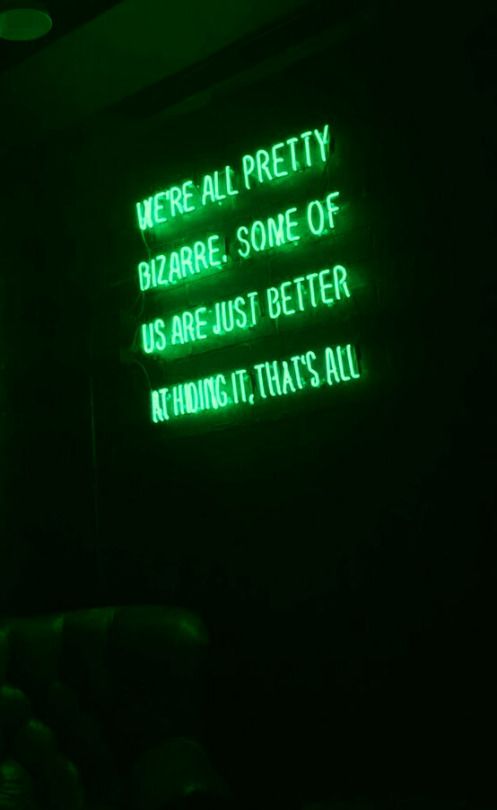 WE'RE ALL PRETTY
BIZARRE. SOME OF
US ARE JUST BETTER
AT HIDING IT, THAT'S ALL